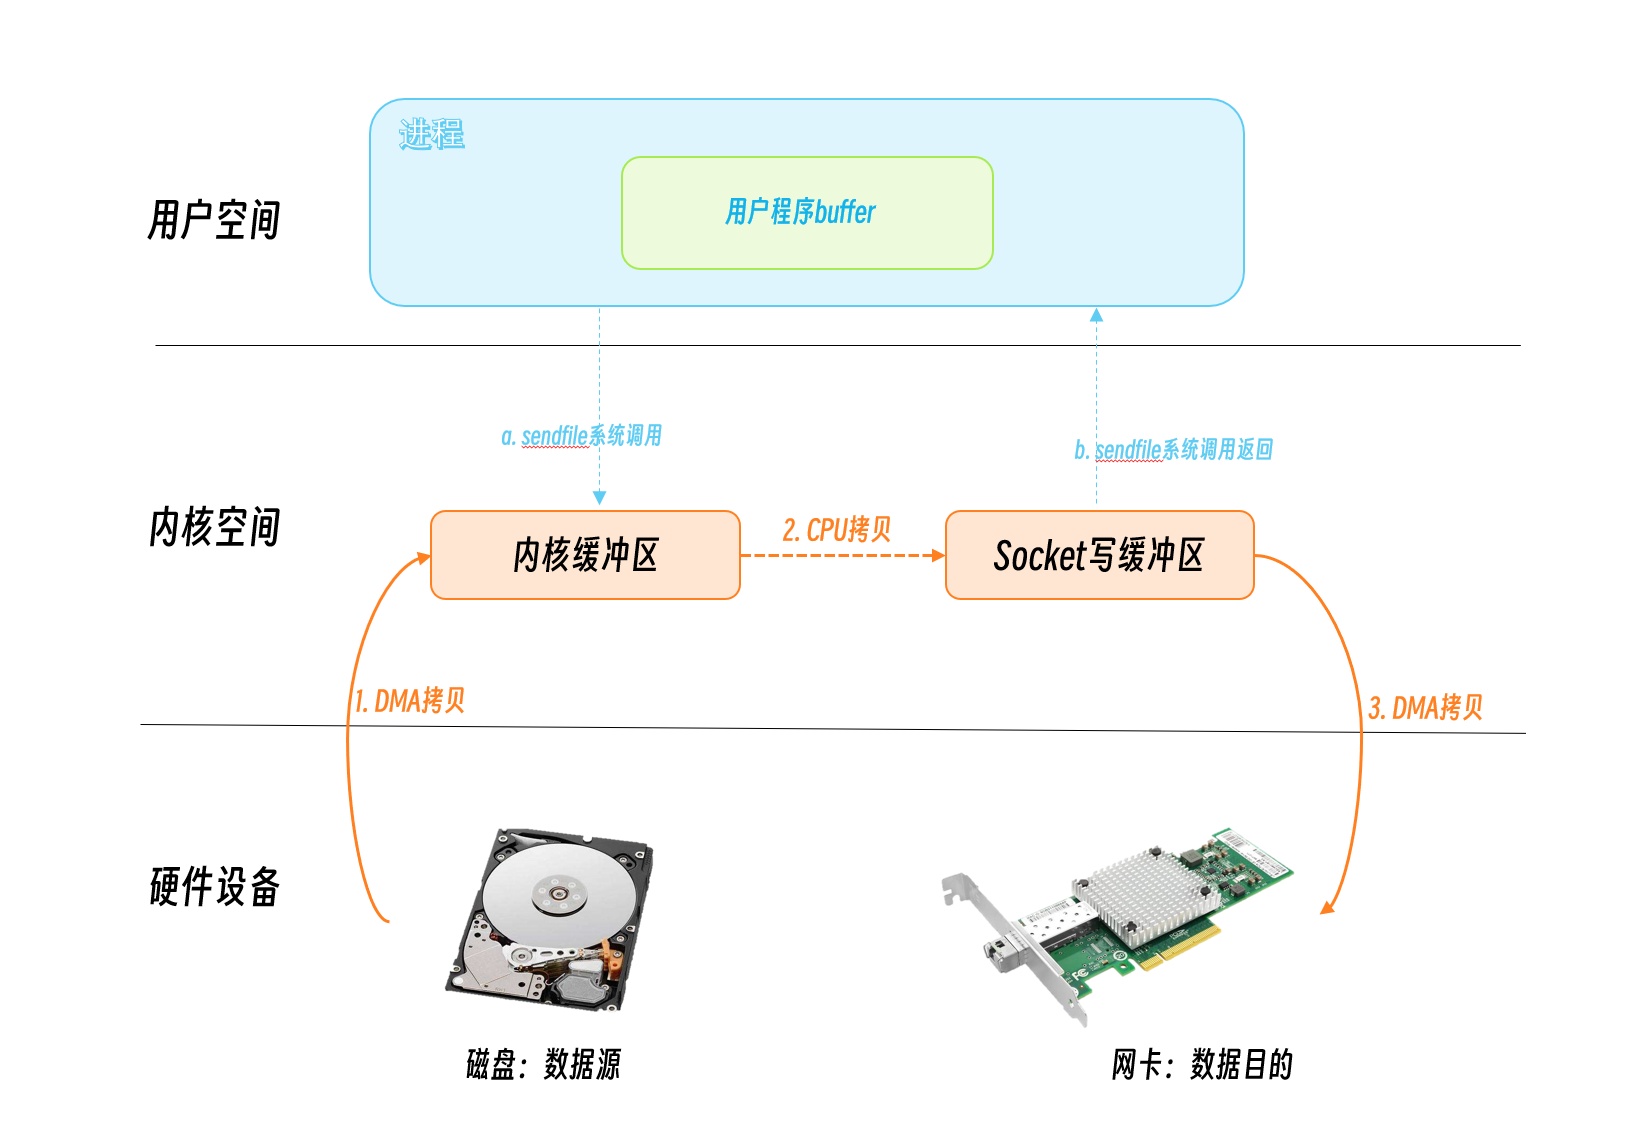 进程
用户程序buffer
用户空间
a. sendfile系统调用
b. sendfile系统调用返回
内核空间
2. CPU拷贝
内核缓冲区
Socket写缓冲区
1. DMA拷贝
3. DMA拷贝
硬件设备
磁盘：数据源
网卡：数据目的